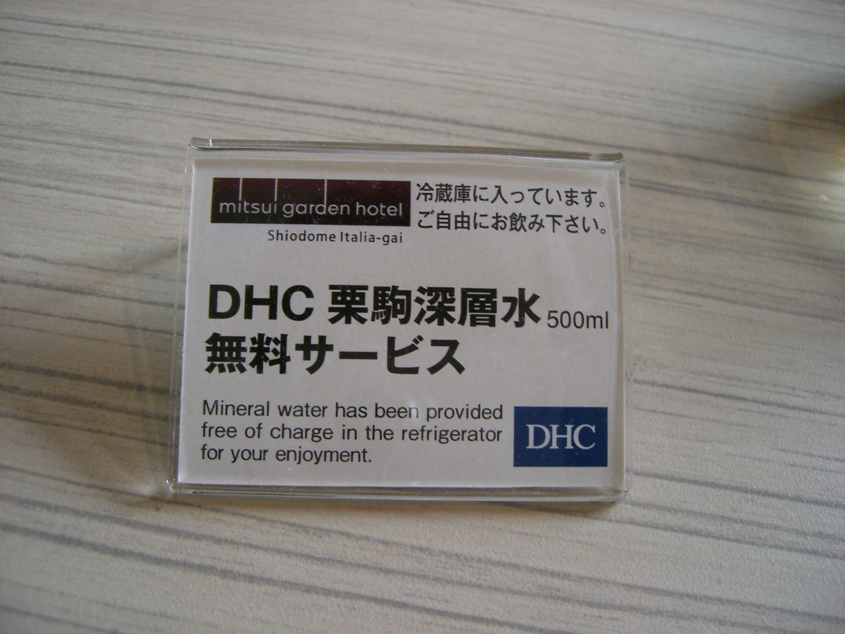 mitsui garden hotel
Shiodome Italia-gai
冷蔵庫に入っています。
ご自由にお飲み下さい。
DHC 栗駒深層水 500ml
無料サービス
Mineral water has been provided
free of charge in the refrigerator
for your enjoyment.
DHC